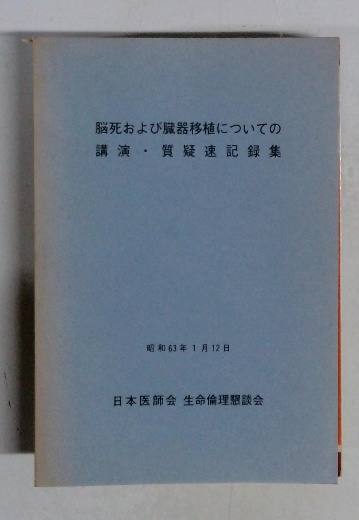 脳死および臓器移植についての
講演・質疑速記録集
昭和63年1月12日
日本医師会 生命倫理懇談会